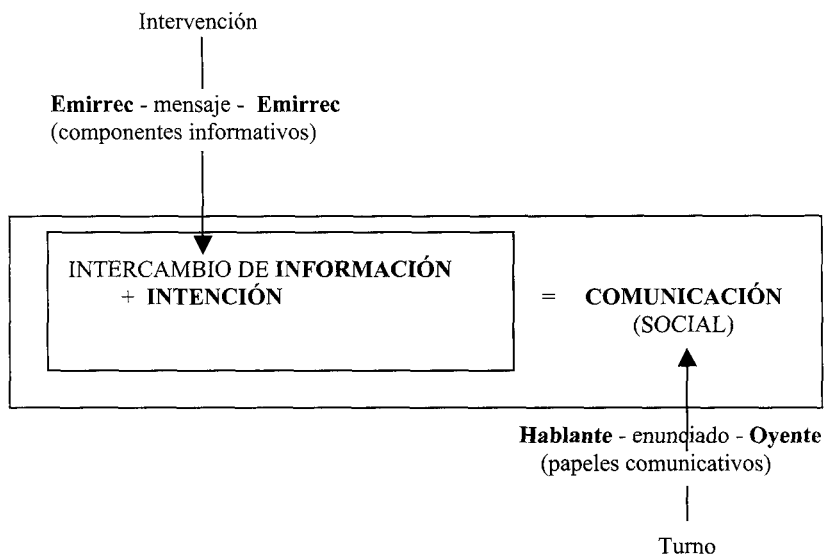 Intervención
Emirrec - mensaje - Emirrec
(componentes informativos)
INTERCAMBIO DE INFORMACIÓN
+ INTENCIÓN
= COMUNICACIÓN
(SOCIAL)
Hablante - enunciado - Oyente
(papeles comunicativos)
Turno